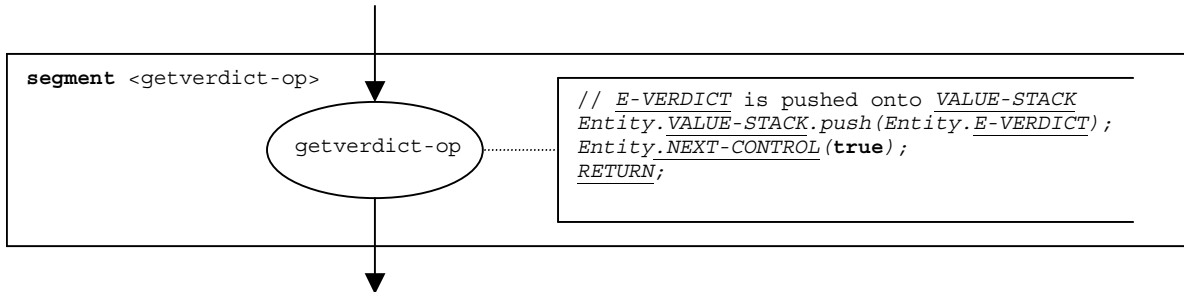 segment <getverdict-op>
getverdict-op
// E-VERDICT is pushed onto VALUE-STACK
Entity.VALUE-STACK.push(Entity.E-VERDICT);
Entity.NEXT-CONTROL(true);
RETURN;